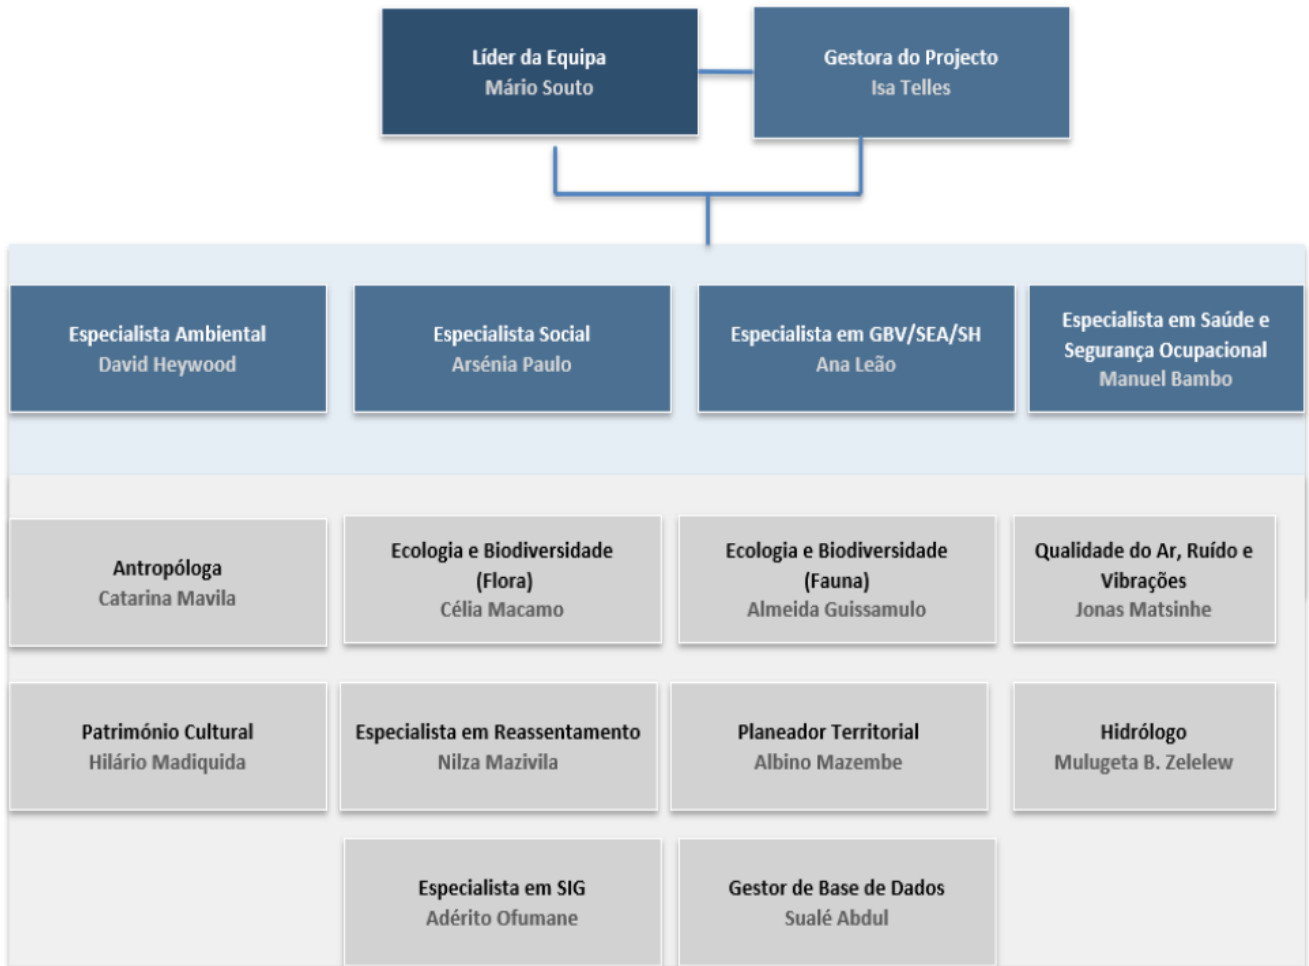 Líder da Equipa
Mário Souto
Gestora do Projecto
Isa Telles
Especialista Ambiental
David Heywood
Especialista Social
Arsénia Paulo
Especialista em GBV/SEA/SH
Ana Leão
Especialista em Saúde e
Segurança Ocupacional
Manuel Bambo
Antropóloga
Catarina Mavila
Ecologia e Biodiversidade
(Flora)
Célia Macamo
Ecologia e Biodiversidade
(Fauna)
Almeida Guissamulo
Qualidade do Ar, Ruído e
Vibrações
Jonas Matsinhe
Património Cultural
Hilário Madiquida
Especialista em Reassentamento
Nilza Mazivila
Planeador Territorial
Albino Mazembe
Hidrólogo
Mulugeta B. Zelelew
Especialista em SIG
Adérito Ofumane
Gestor de Base de Dados
Sualé Abdul